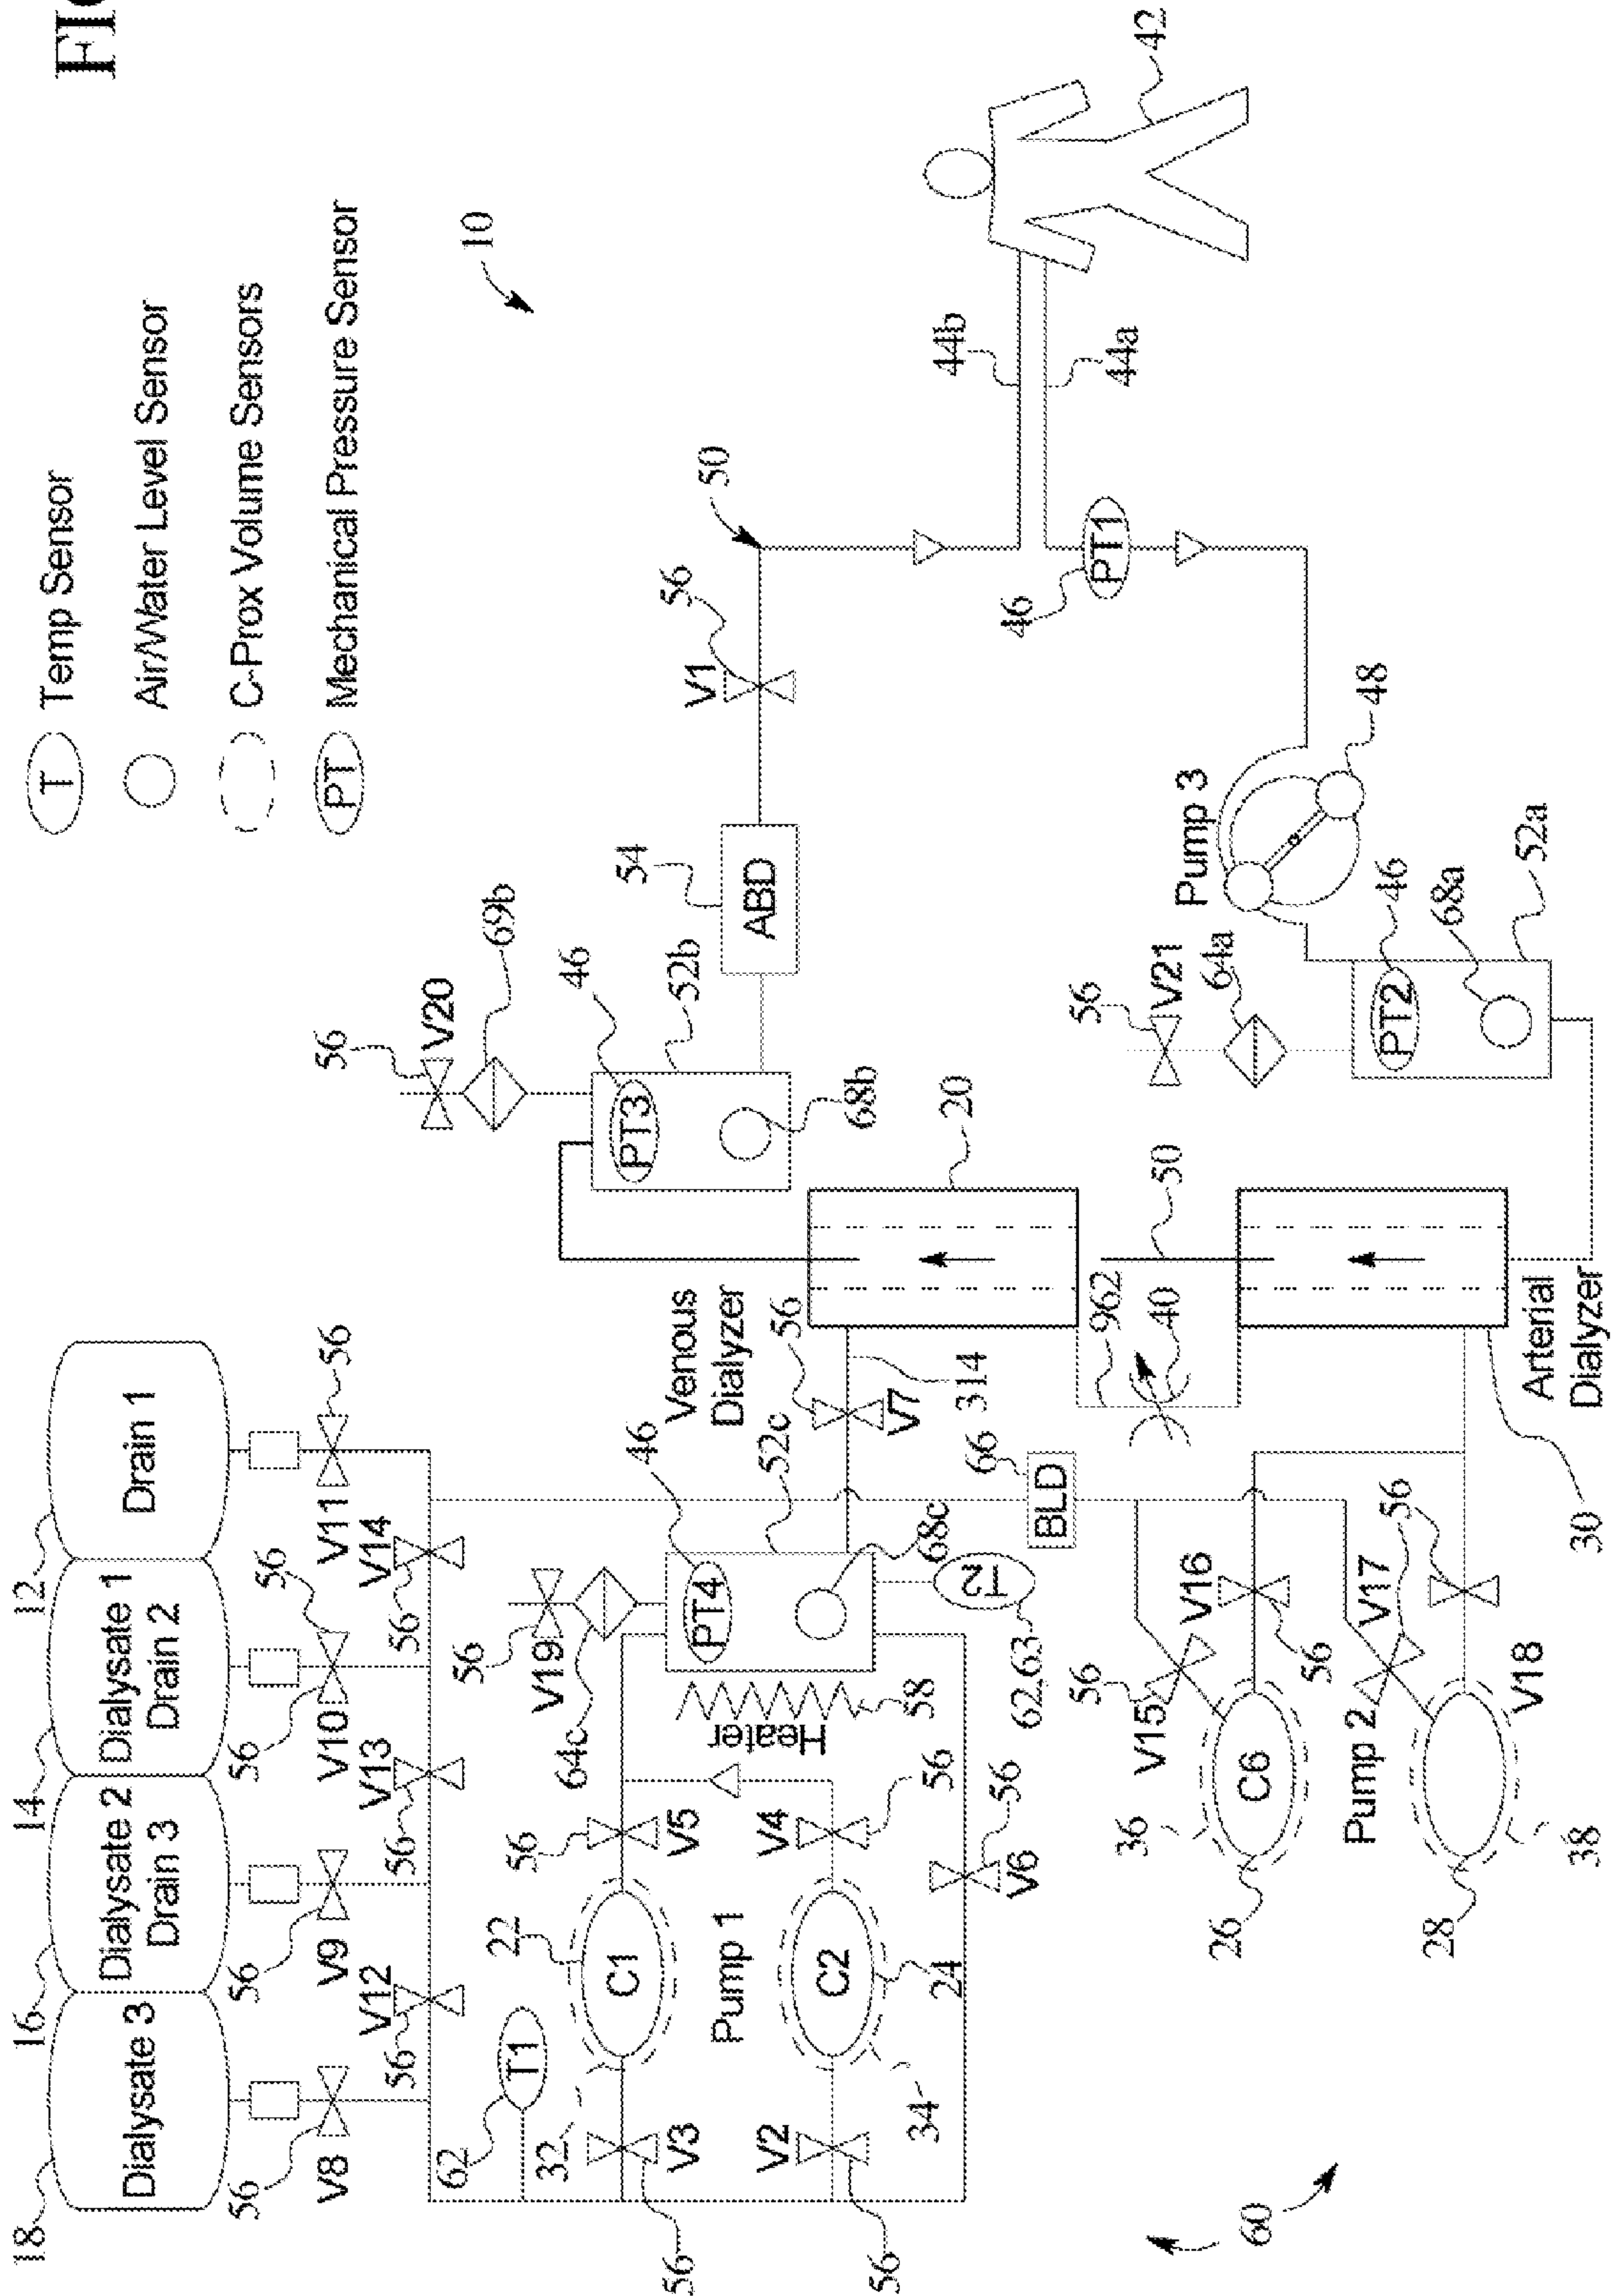 FIG
T Temp Sensor
Air/Water Level Sensor
C-Prox Volume Sensors
PT Mechanical Pressure Sensor
10
18
16
14
12
Dialysate 3
Dialysate 2
Drain 3
Dialysate 1
Drain 2
Drain 1
56
V8
56
V9
56
V10
56
V11
56
V12
56
V13
56
V14
56
62
T1
32
V3
56
C1
22
56
V5
Pump 1
34
V2
56
C2
24
V4
56
V6
56
64c
V19
56
Heater
58
PT4
46
52c
68c
T2
62,63
BLD
66
V7
56
314
Venous
Dialyzer
20
962
40
50
Arterial
Dialyzer
30
56
V20
69b
PT3
46
52b
68b
ABD
54
V1
56
50
44b
44a
42
46
PT1
Pump 3
48
56
V21
64a
PT2
46
68a
52a
36
C6
26
V15
56
V16
56
Pump 2
V17
56
V18
28
38
60